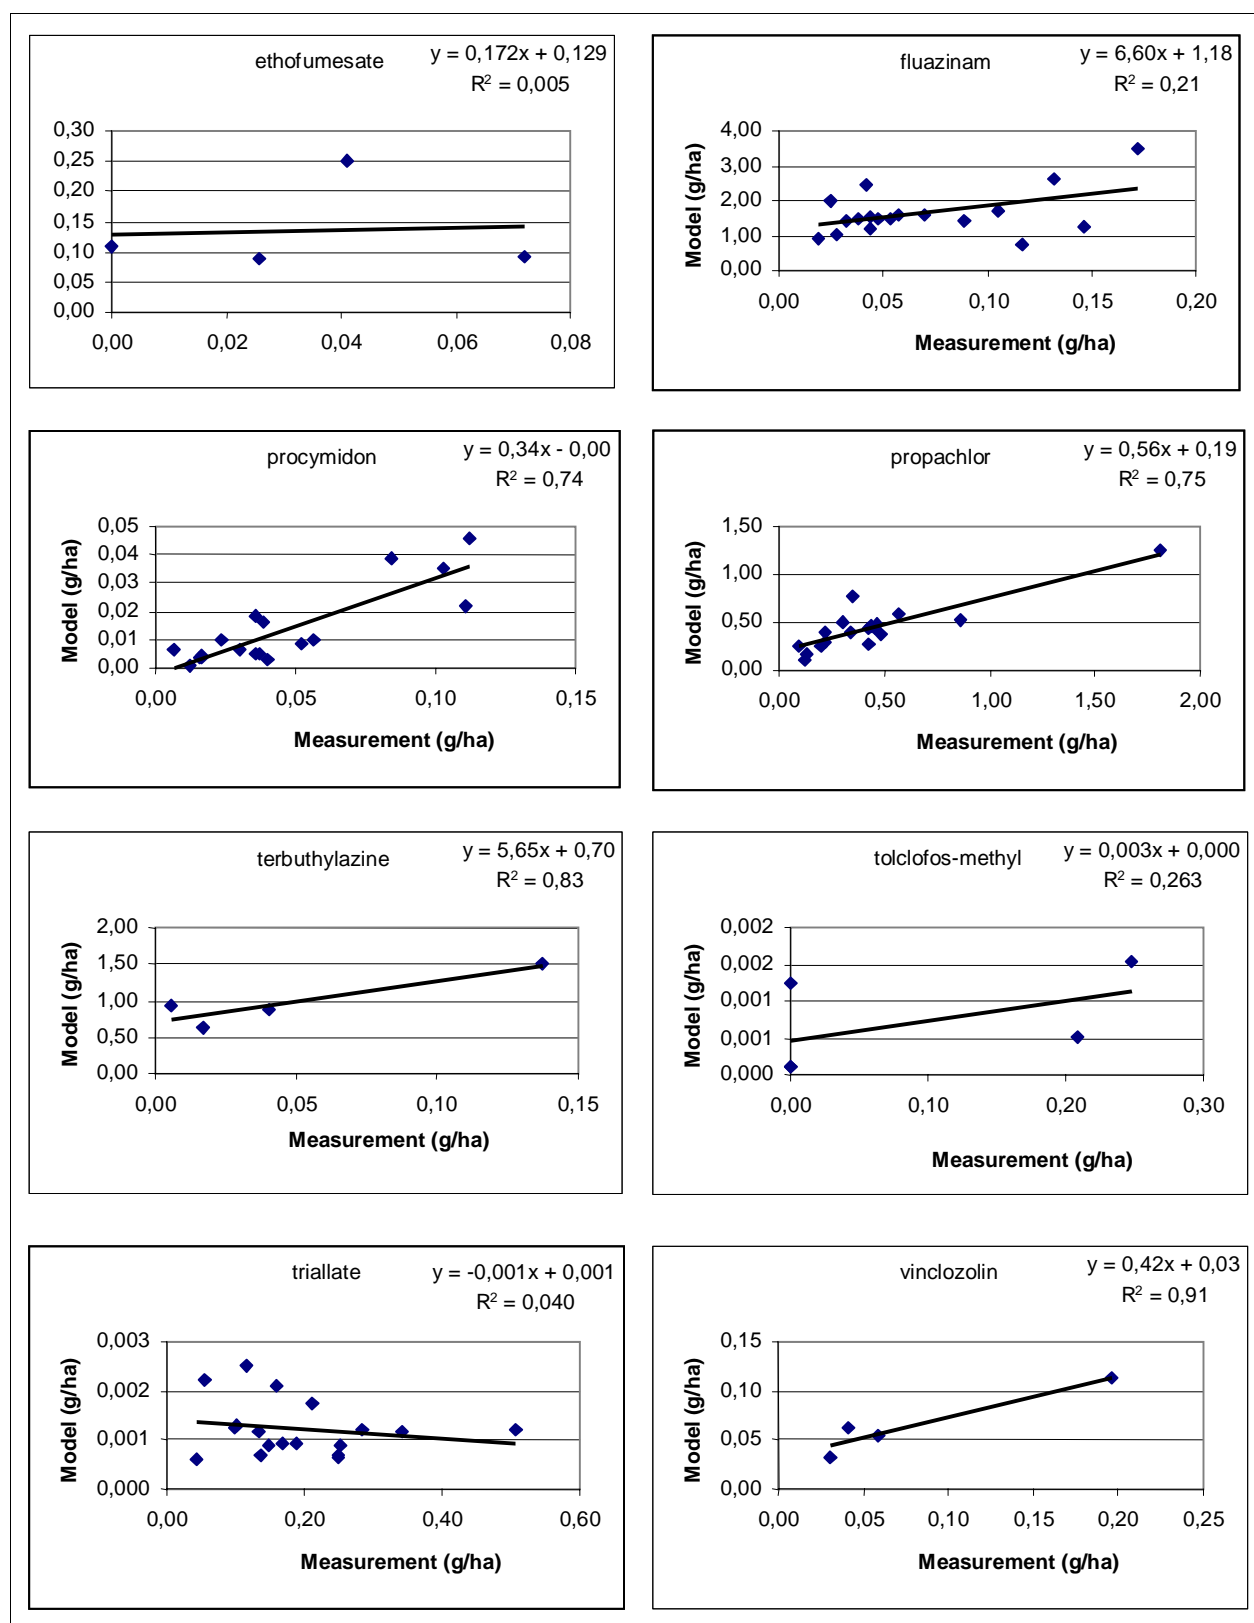 ethofumesate
y = 0,172x + 0,129
R² = 0,005
0,30
0,25
0,20
0,15
0,10
0,05
0,00
0,00 0,02 0,04 0,06 0,08
fluazinam
y = 6,60x + 1,18
R² = 0,21
Model (g/ha)
4,00
3,00
2,00
1,00
0,00
0,00 0,05 0,10 0,15 0,20
Measurement (g/ha)
procymidon
y = 0,34x - 0,00
R² = 0,74
Model (g/ha)
0,05
0,04
0,03
0,02
0,01
0,00
0,00 0,05 0,10 0,15
Measurement (g/ha)
propachlor
y = 0,56x + 0,19
R² = 0,75
Model (g/ha)
1,50
1,00
0,50
0,00
0,00 0,50 1,00 1,50 2,00
Measurement (g/ha)
terbuthylazine
y = 5,65x + 0,70
R² = 0,83
Model (g/ha)
2,00
1,50
1,00
0,50
0,00
0,00 0,05 0,10 0,15
Measurement (g/ha)
tolclofos-methyl
y = 0,003x + 0,000
R² = 0,263
Model (g/ha)
0,002
0,002
0,001
0,001
0,000
0,00 0,10 0,20 0,30
Measurement (g/ha)
triallate
y = -0,001x + 0,001
R² = 0,040
Model (g/ha)
0,003
0,002
0,001
0,000
0,00 0,20 0,40 0,60
Measurement (g/ha)
vinclozolin
y = 0,42x + 0,03
R² = 0,91
Model (g/ha)
0,15
0,10
0,05
0,00
0,00 0,05 0,10 0,15 0,20 0,25
Measurement (g/ha)